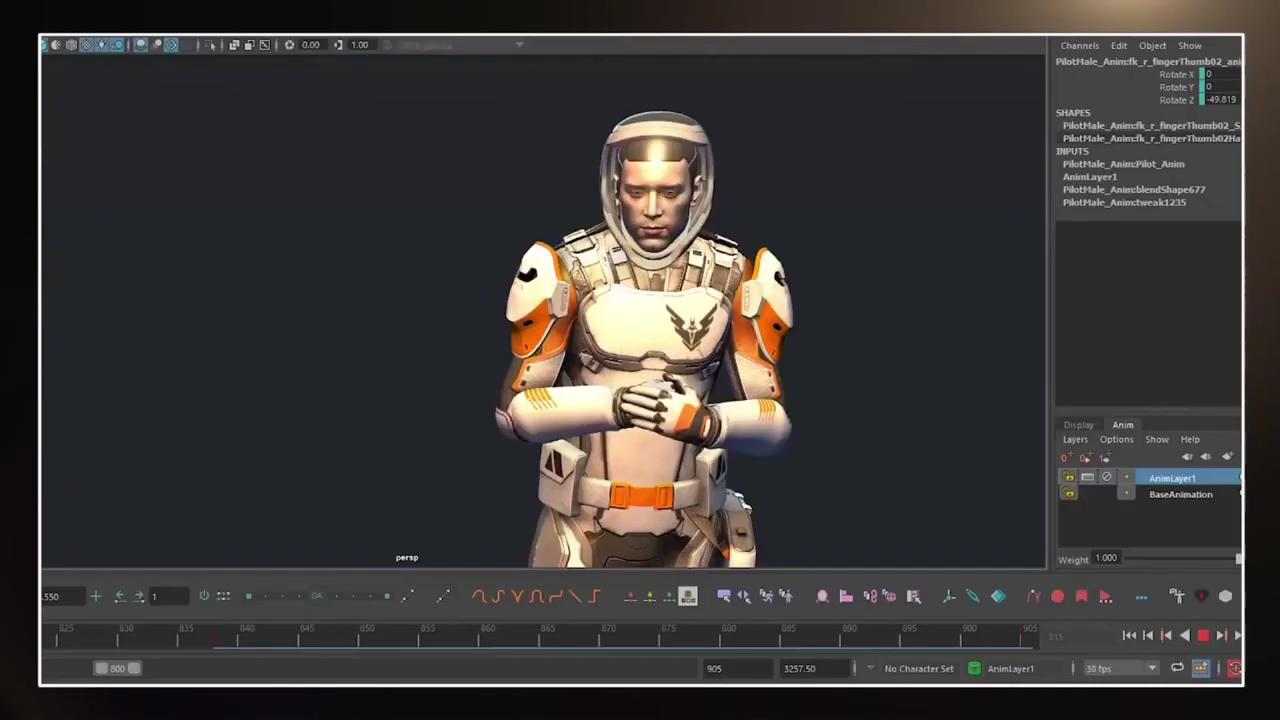 0.00 1.00
Channels Edit Object Show
PilotMale_Anim:fk_r_fingerThumb02_ani
Rotate X 0
Rotate Y 0
Rotate Z -49.819
SHAPES
PilotMale_Anim:fk_r_fingerThumb02_S
PilotMale_Anim:fk_r_fingerThumb02Ha
INPUTS
PilotMale_Anim:Pilot_Anim
AnimLayer1
PilotMale_Anim:blendShape677
PilotMale_Anim:tweak1235
Display Anim
Layers Options Show Help
AnimLayer1
BaseAnimation
Weight 1.000
persp
.550 1
825 830 835 840 845 850 855 860 865 870 875 880 885 890 895 900 905
800 905 3257.50 No Character Set AnimLayer1 30 fps